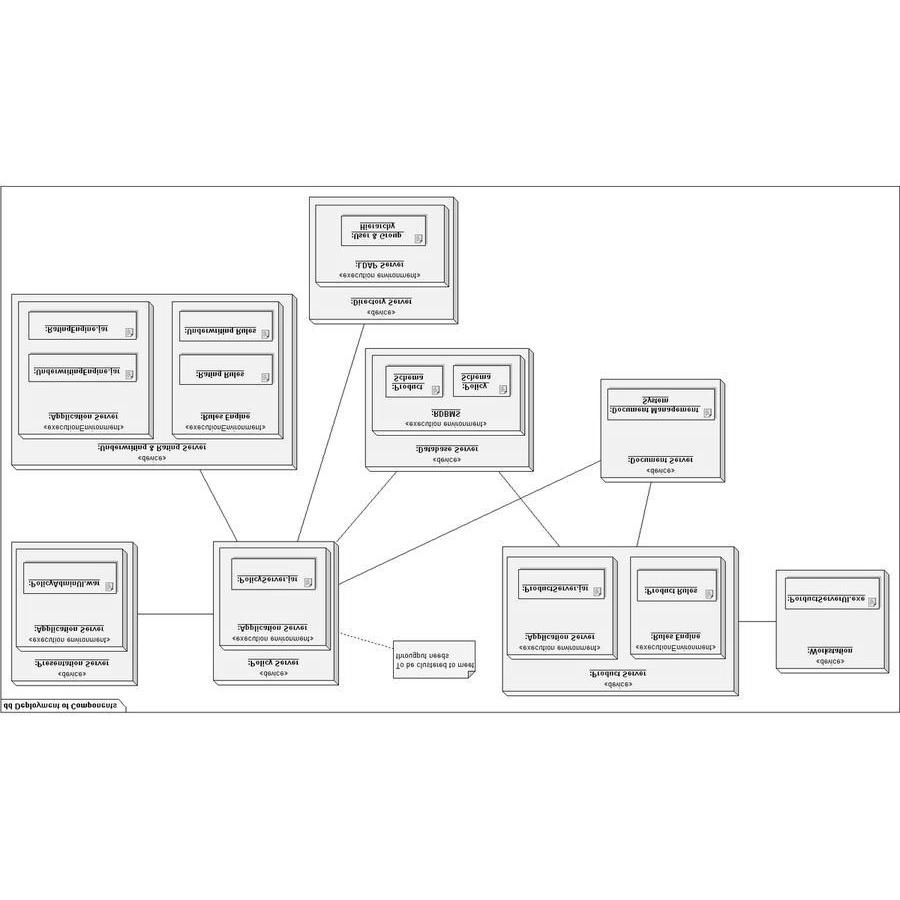 dd Deployment of Components
«device»
:Presentation Server
«execution environment»
:Application Server
:PolicyAdminUI.war
«device»
:Policy Server
«execution environment»
:Application Server
:PolicyServer.jar
To be clustered to meet
througput needs
«device»
:Product Server
«execution environment»
:Application Server
:ProductServer.jar
«executionEnvironment»
:Rules Engine
:Product Rules
«device»
:Workstation
:PorductServerUI.exe
«device»
:Underwriting & Rating Server
«executionEnvironment»
:Application Server
:UnderwritingEngine.jar
:RatingEngine.jar
«executionEnvironment»
:Rules Engine
:Rating Rules
:Underwriting Rules
«device»
:Database Server
«execution environment»
:RDBMS
:Product
Schema
:Policy
Schema
«device»
:Document Server
:Document Management
System
«device»
:Directory Server
«execution environment»
:LDAP Server
:User & Group
Hierarchy